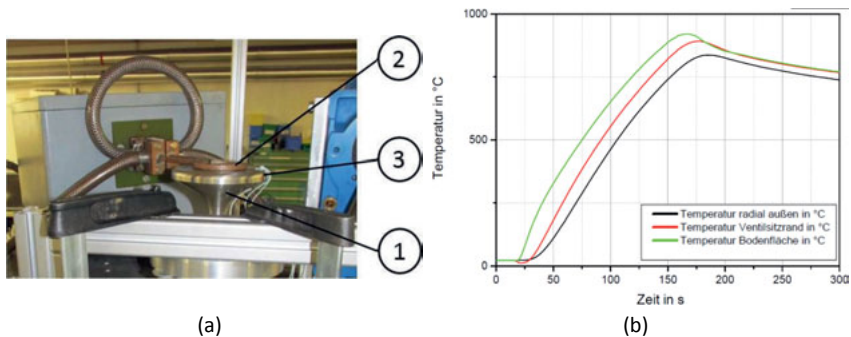 2
3
1
(a)
1000
500
0
Temperatur in °C
Temperatur radial außen in °C
Temperatur Ventilsitzrand in °C
Temperatur Bodenfläche in °C
0
50
100
150
200
250
300
Zeit in s
(b)